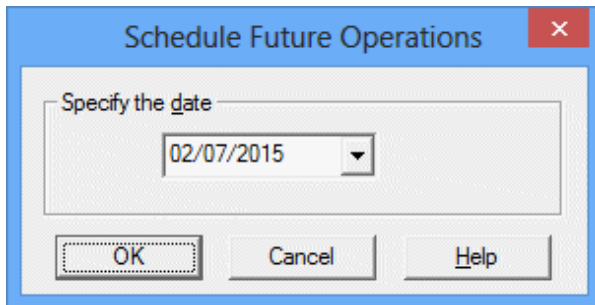 Schedule Future Operations
Specify the date
02/07/2015
OK Cancel Help